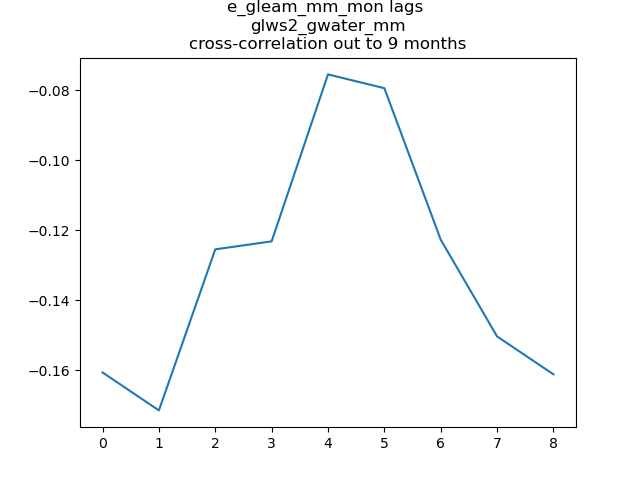 e_gleam_mm_mon lags
glws2_gwater_mm
cross-correlation out to 9 months
−0.08
−0.10
−0.12
−0.14
−0.16
0 1 2 3 4 5 6 7 8